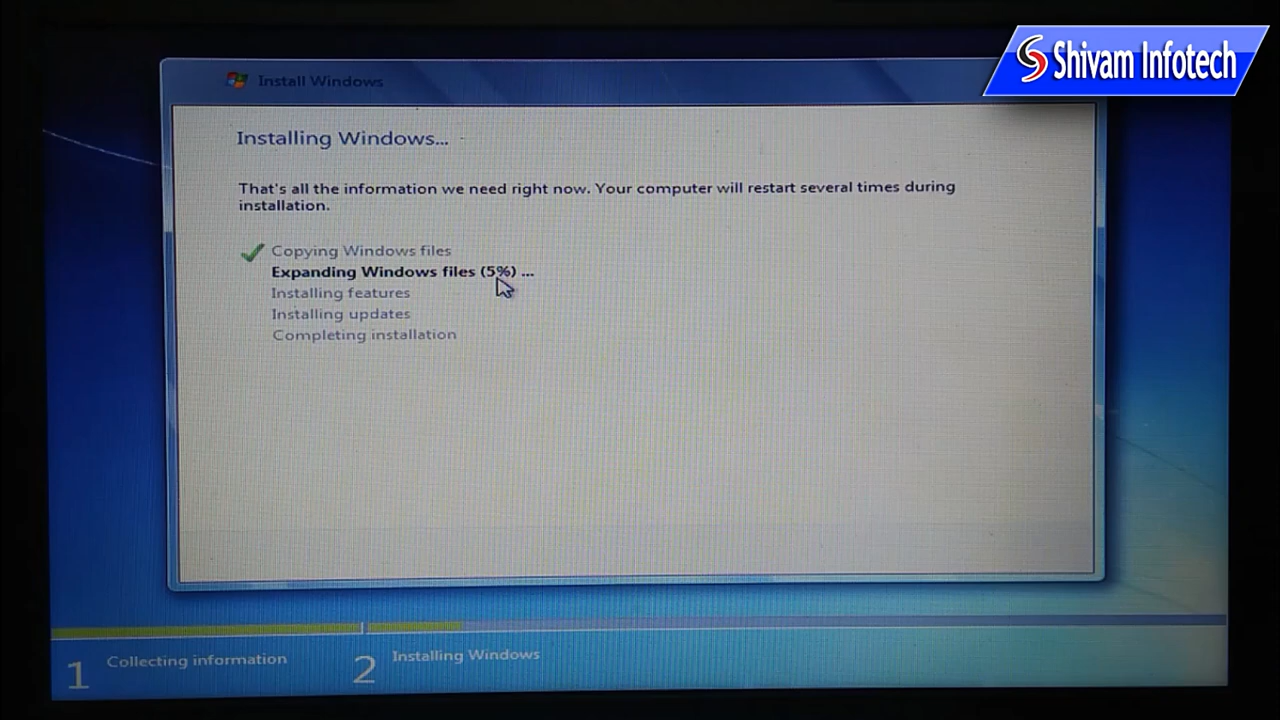 Shivam Infotech
Install Windows
Installing Windows...
That's all the information we need right now. Your computer will restart several times during
installation.
Copying Windows files
Expanding Windows files (5%) ...
Installing features
Installing updates
Completing installation
1 Collecting information
2 Installing Windows